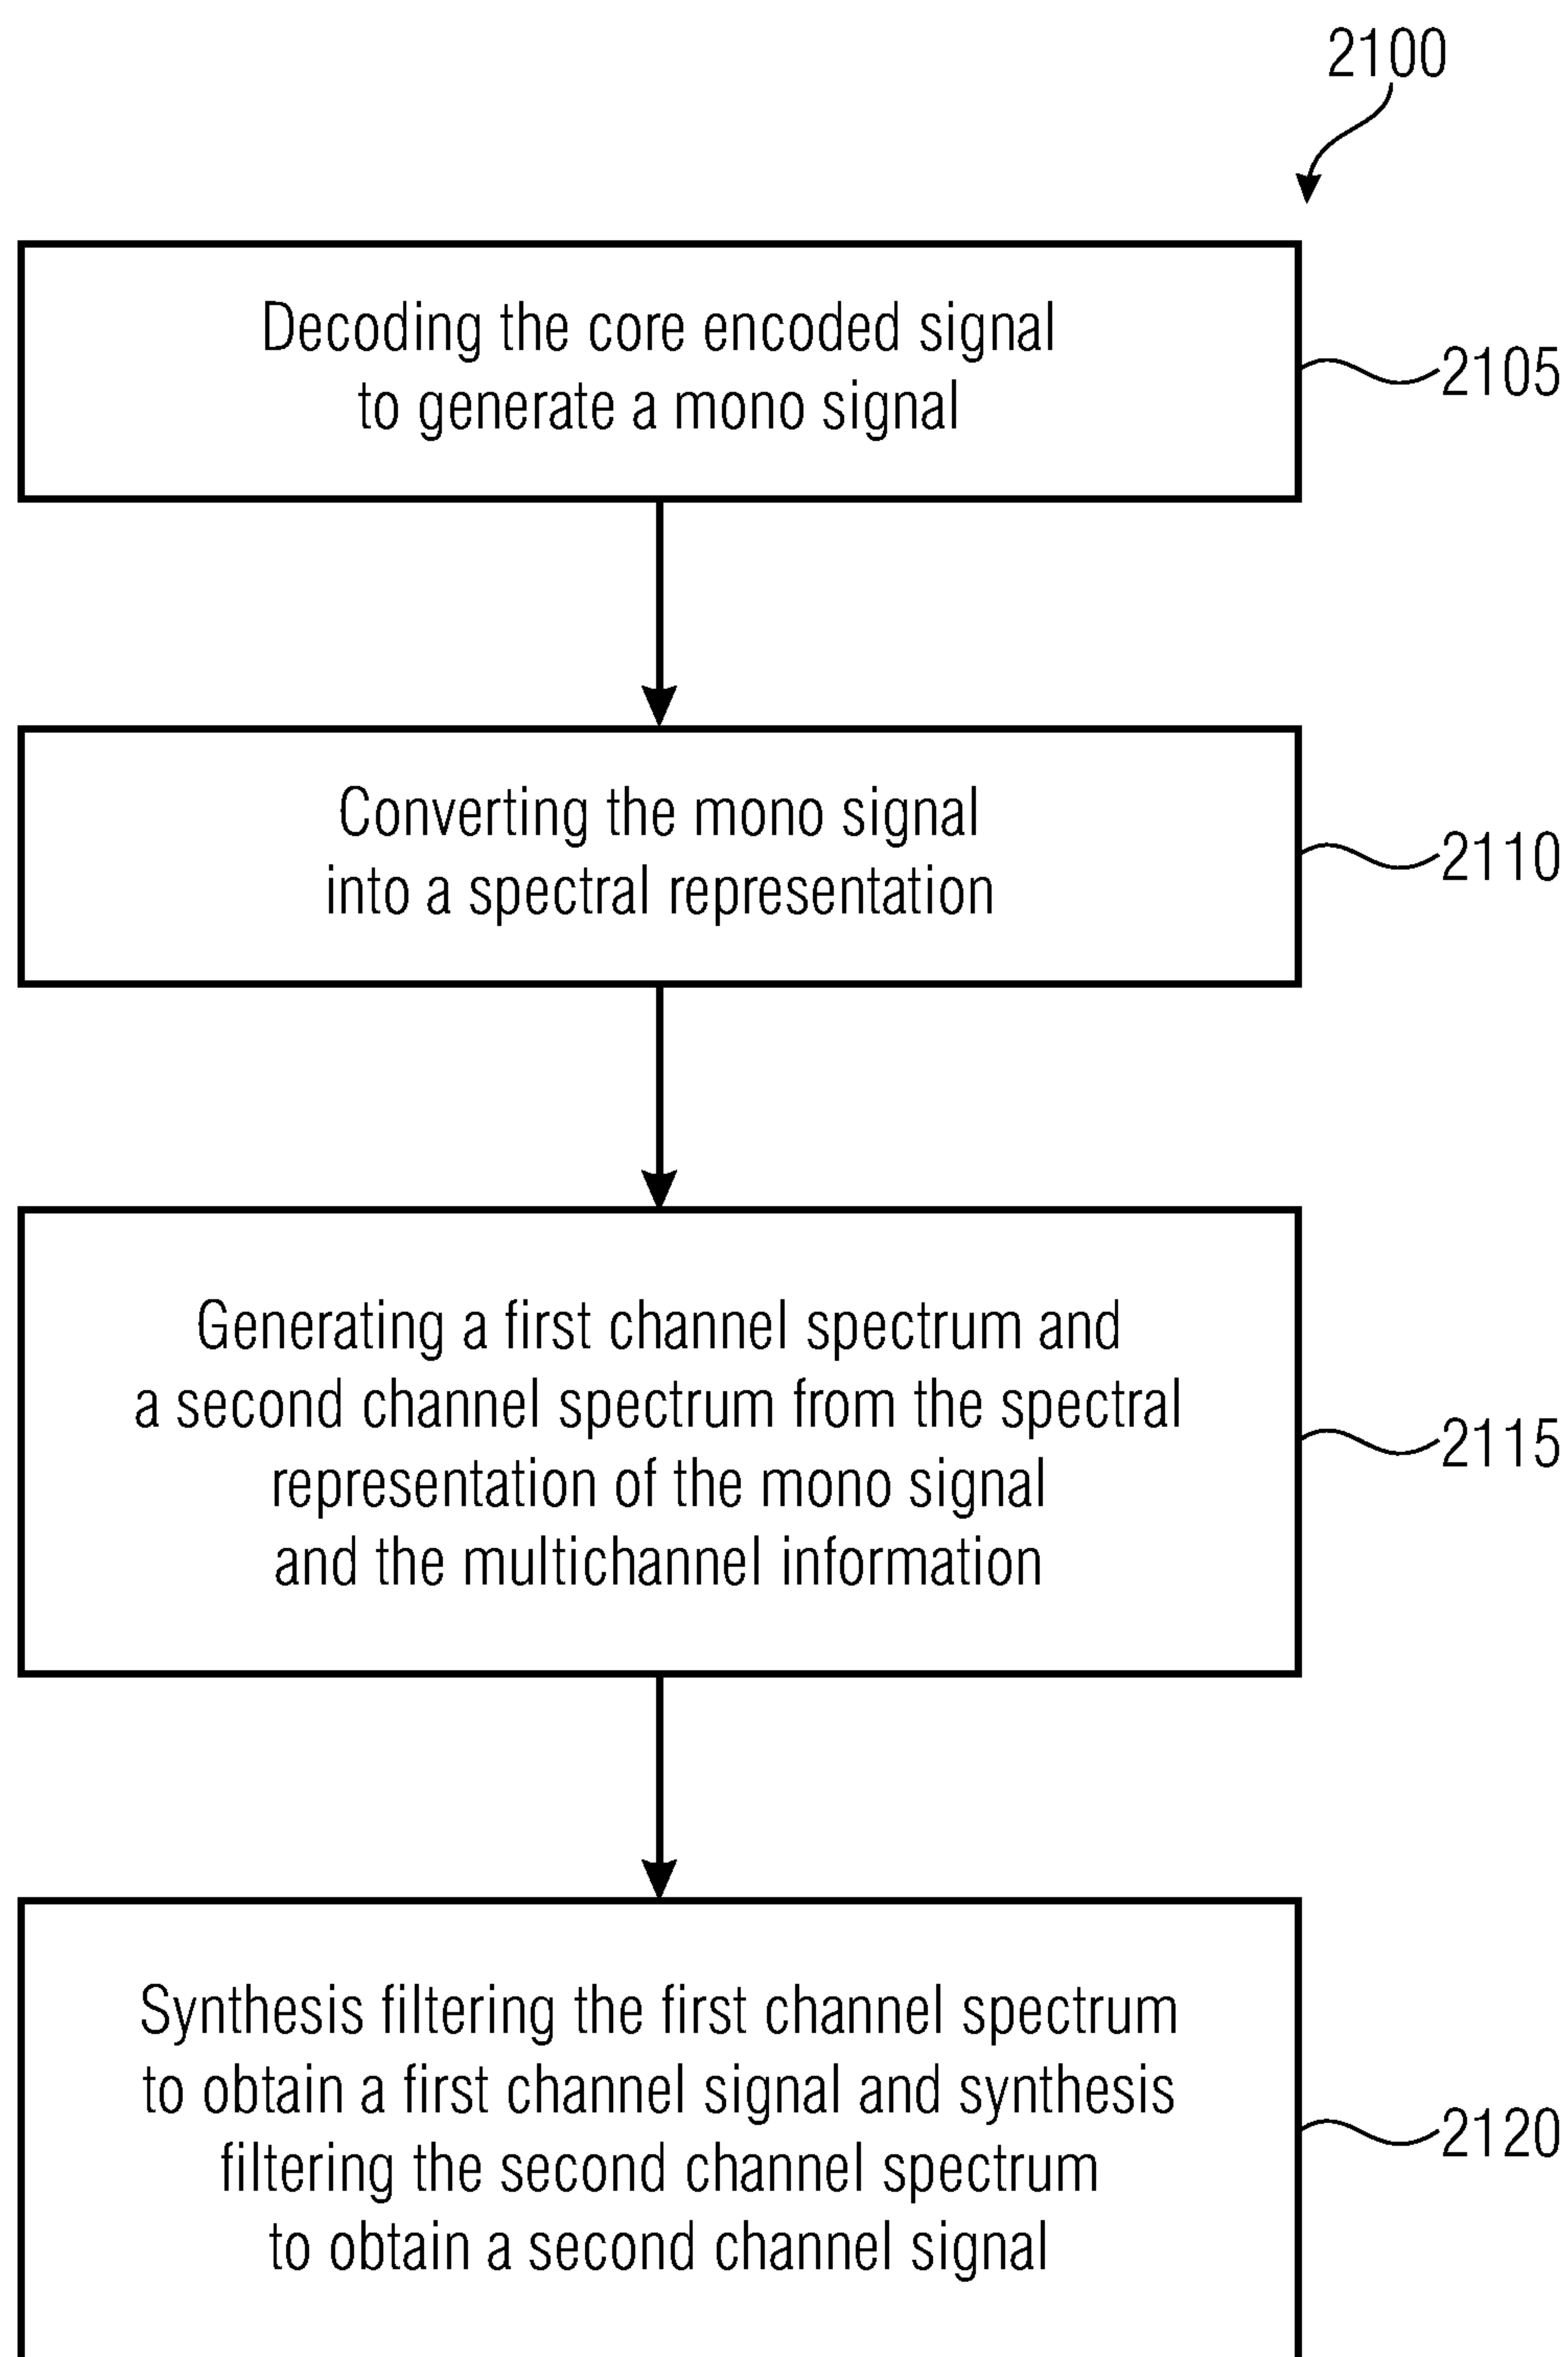 2100
Decoding the core encoded signal
to generate a mono signal
2105
Converting the mono signal
into a spectral representation
2110
Generating a first channel spectrum and
a second channel spectrum from the spectral
representation of the mono signal
and the multichannel information
2115
Synthesis filtering the first channel spectrum
to obtain a first channel signal and synthesis
filtering the second channel spectrum
to obtain a second channel signal
2120